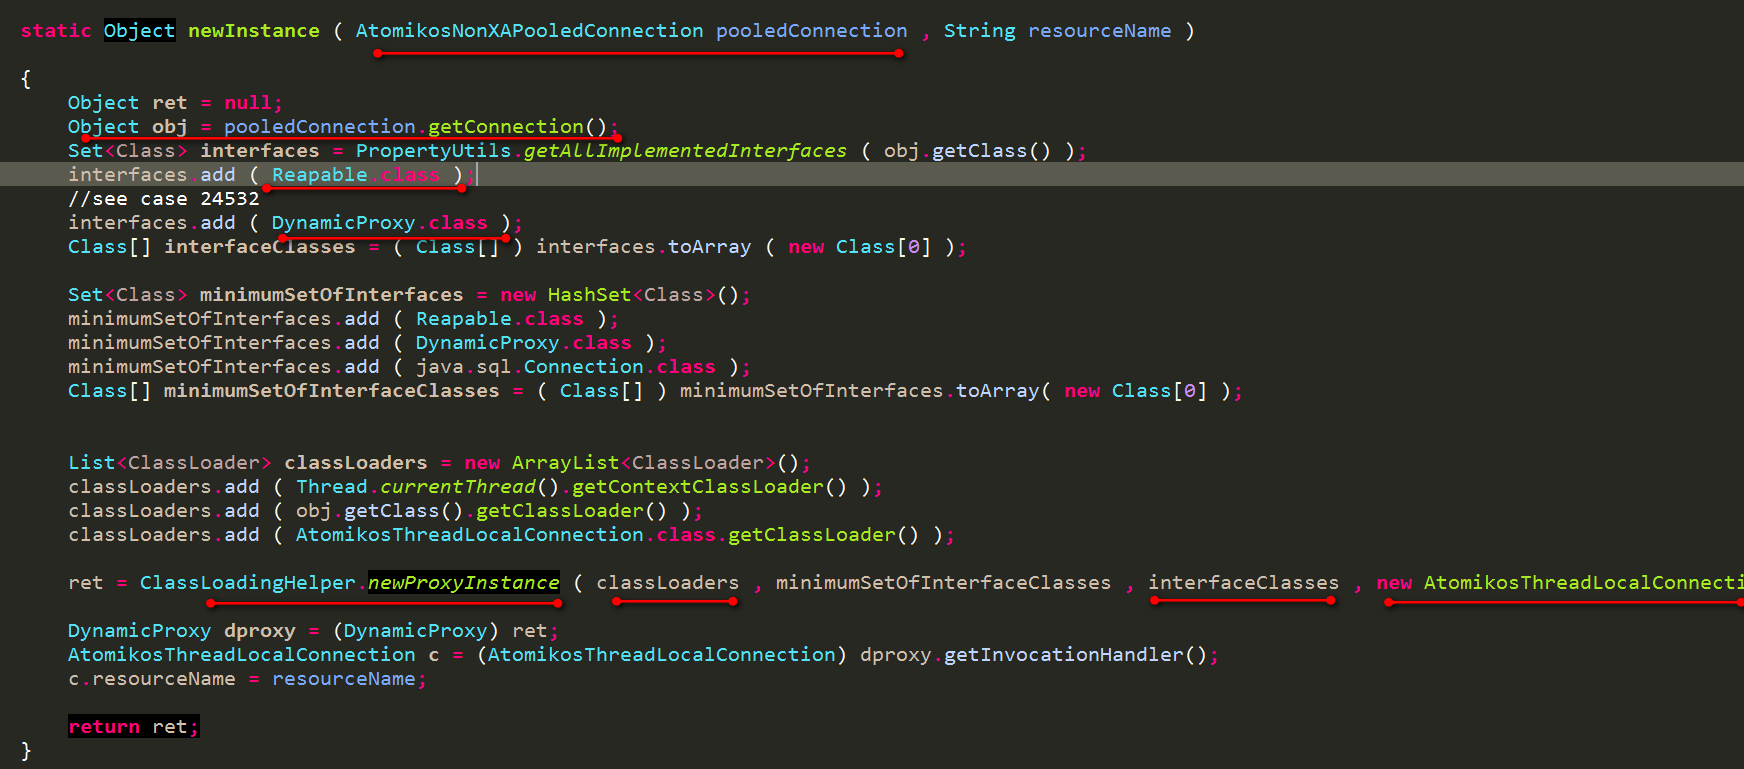 static Object newInstance ( AtomikosNonXAPooledConnection pooledConnection , String resourceName )
{
Object ret = null;
Object obj = pooledConnection.getConnection();
Set<Class> interfaces = PropertyUtils.getAllImplementedInterfaces ( obj.getClass() );
interfaces.add ( Reapable.class );
//see case 24532
interfaces.add ( DynamicProxy.class );
Class[] interfaceClasses = ( Class[] ) interfaces.toArray ( new Class[0] );
Set<Class> minimumSetOfInterfaces = new HashSet<Class>();
minimumSetOfInterfaces.add ( Reapable.class );
minimumSetOfInterfaces.add ( DynamicProxy.class );
minimumSetOfInterfaces.add ( java.sql.Connection.class );
Class[] minimumSetOfInterfaceClasses = ( Class[] ) minimumSetOfInterfaces.toArray( new Class[0] );
List<ClassLoader> classLoaders = new ArrayList<ClassLoader>();
classLoaders.add ( Thread.currentThread().getContextClassLoader() );
classLoaders.add ( obj.getClass().getClassLoader() );
classLoaders.add ( AtomikosThreadLocalConnection.class.getClassLoader() );
ret = ClassLoadingHelper.newProxyInstance ( classLoaders , minimumSetOfInterfaceClasses , interfaceClasses , new AtomikosThreadLocalConnecti
DynamicProxy dproxy = (DynamicProxy) ret;
AtomikosThreadLocalConnection c = (AtomikosThreadLocalConnection) dproxy.getInvocationHandler();
c.resourceName = resourceName;
return ret;
}